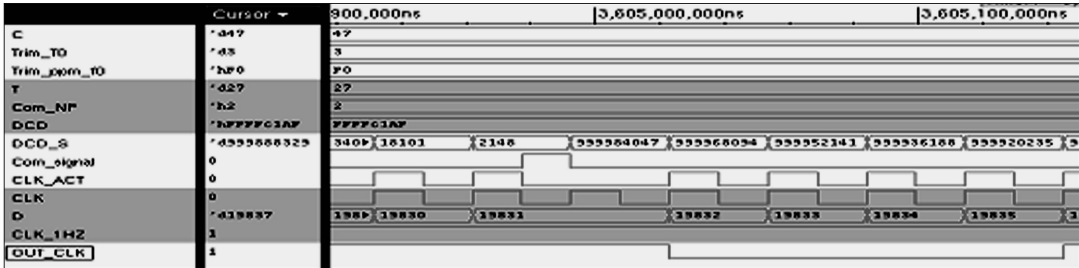 Cursor 900,000ns 3,605,000,000ns 3,605,100,000ns
C 'd47 47
Trim_T0 'd3 3
Trim_ppm_f0 'hF0 F0
T 'd27 27
Com_NP 'h2 2
DCD 'hFFFFC1AF FFFFC1AF
DCD_S 'd999888329 18101 2148 999984047 999968094 999952141 999936188 999920235
Com_signal 0
CLK_ACT 0
CLK 0
D 'd19837 19830 19831 19832 19833 19834 19835
CLK_1HZ 1
OUT_CLK 1